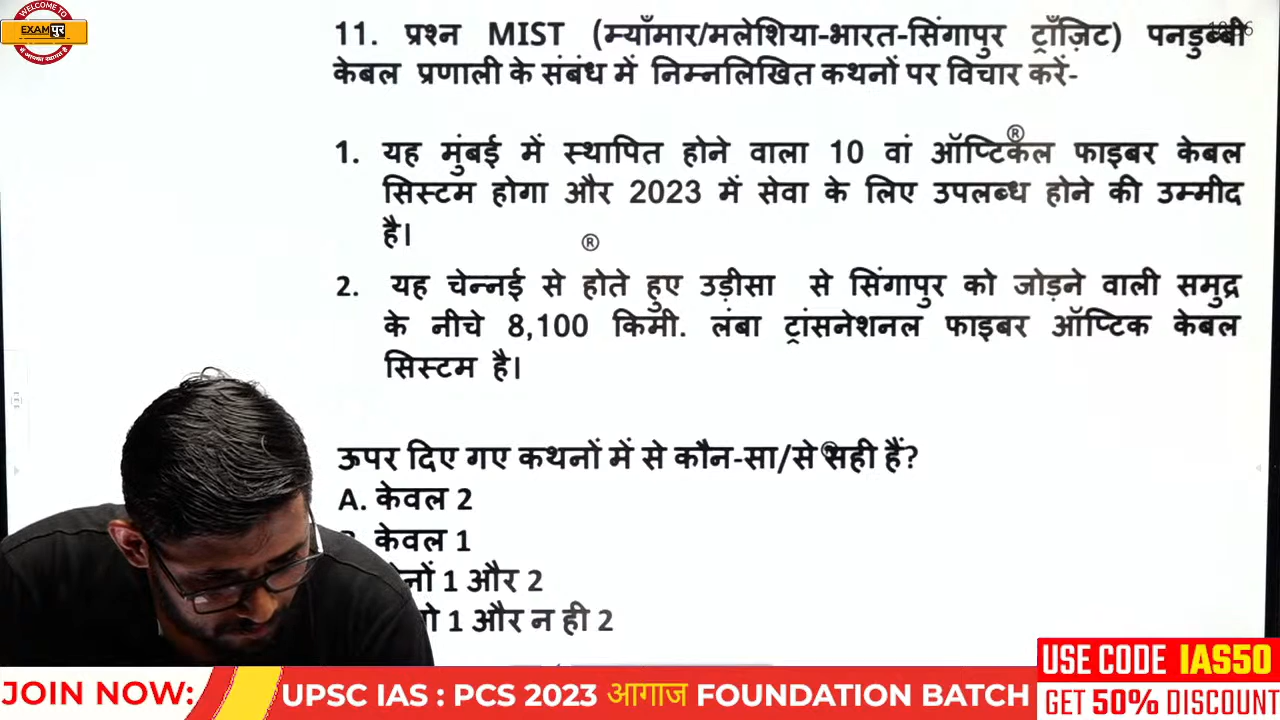 WELCOME TO
EXAMपुर
11. प्रश्न MIST (म्याँमार/मलेशिया-भारत-सिंगापुर ट्राँज़िट) पनडुब्बी
केबल प्रणाली के संबंध में निम्नलिखित कथनों पर विचार करें-
1. यह मुंबई में स्थापित होने वाला 10 वां ऑप्टिकल फाइबर केबल
सिस्टम होगा और 2023 में सेवा के लिए उपलब्ध होने की उम्मीद
है।
2. यह चेन्नई से होते हुए उड़ीसा से सिंगापुर को जोड़ने वाली समुद्र
के नीचे 8,100 किमी. लंबा ट्रांसनेशनल फाइबर ऑप्टिक केबल
सिस्टम है।
ऊपर दिए गए कथनों में से कौन-सा/से सही हैं?
A. केवल 2
केवल 1
1 और 2
1 और न ही 2
JOIN NOW: UPSC IAS : PCS 2023 आगाज FOUNDATION BATCH
USE CODE IAS50
GET 50% DISCOUNT